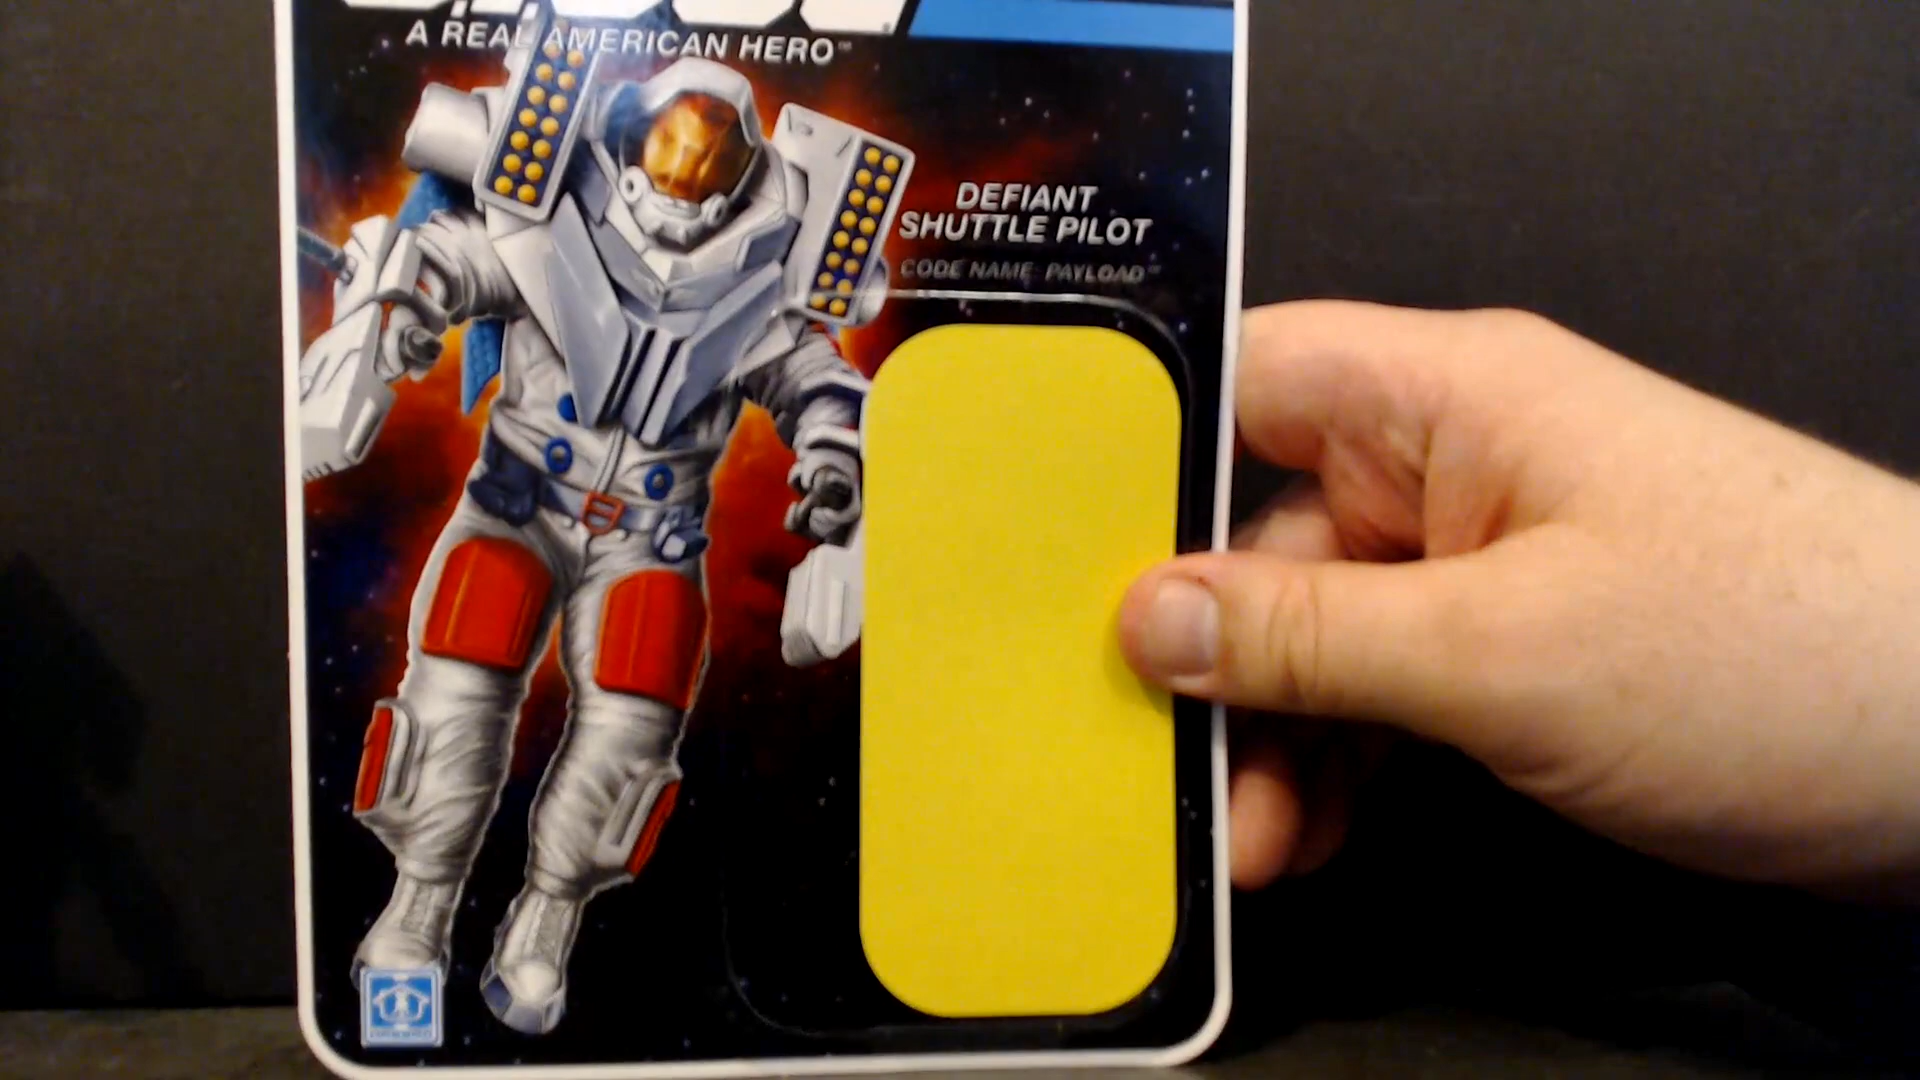 A REAL AMERICAN HERO™
DEFIANT
SHUTTLE PILOT
CODE NAME: PAYLOAD™